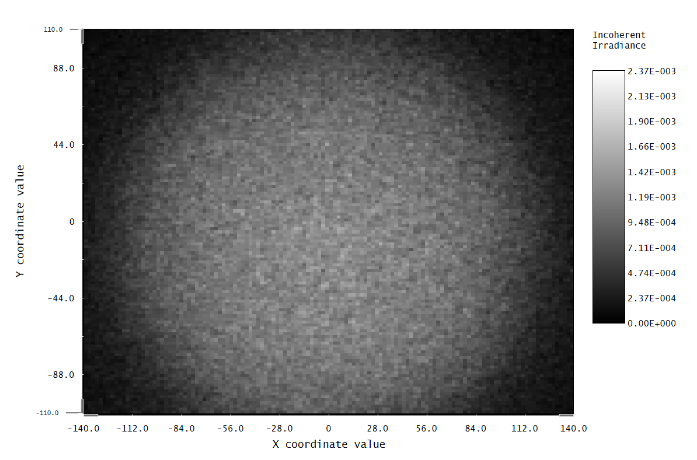 Incoherent
Irradiance
110.0
88.0
44.0
0
-44.0
-88.0
-110.0
Y coordinate value
-140.0 -112.0 -84.0 -56.0 -28.0 0 28.0 56.0 84.0 112.0 140.0
X coordinate value
2.37E-003
2.13E-003
1.90E-003
1.66E-003
1.42E-003
1.19E-003
9.48E-004
7.11E-004
4.74E-004
2.37E-004
0.00E+000